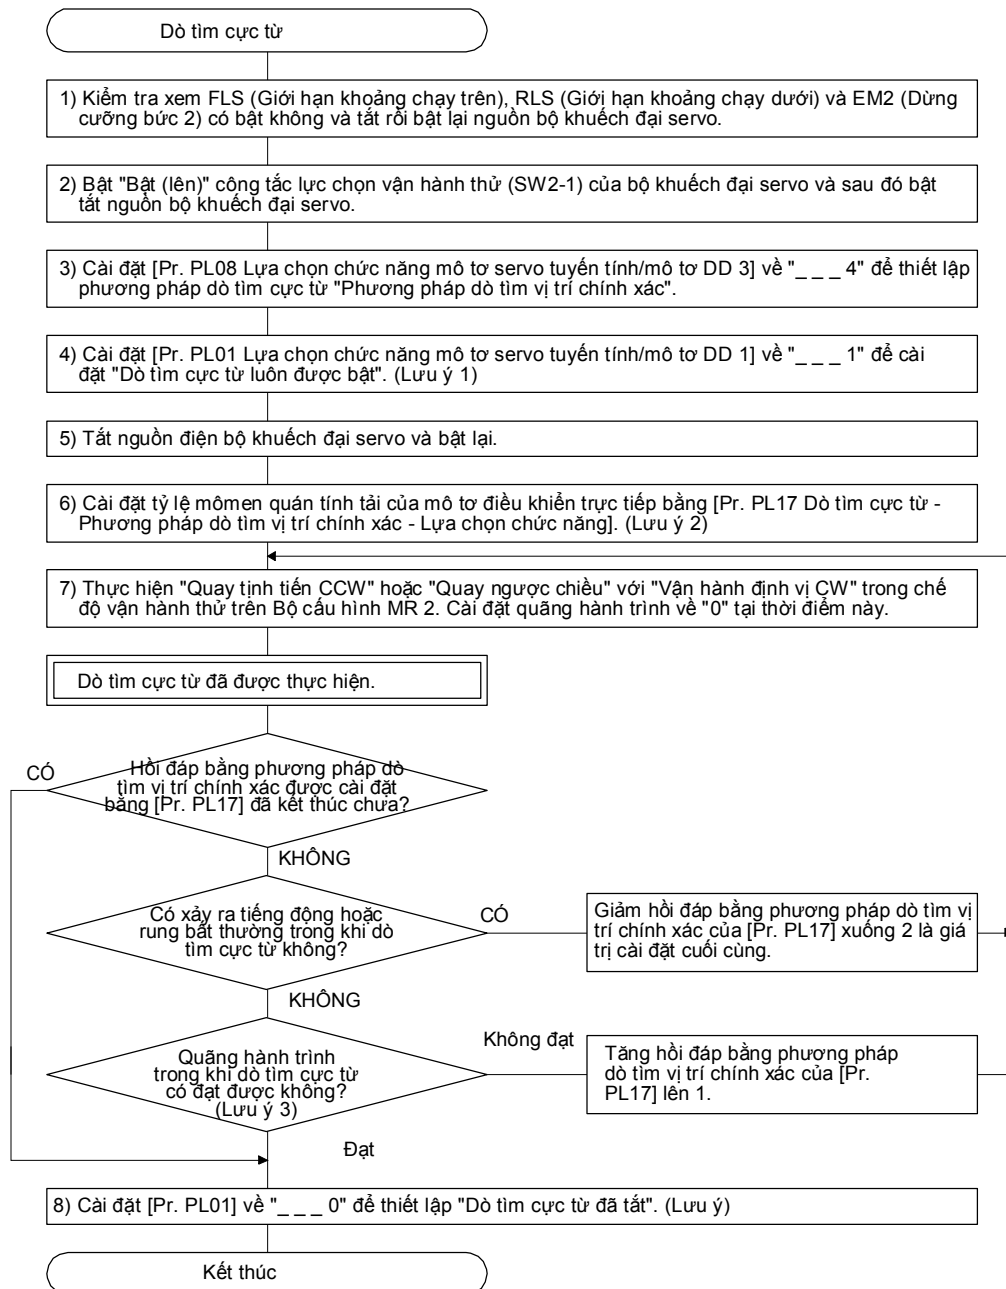 Dò tìm cực từ
1) Kiểm tra xem FLS (Giới hạn khoảng chạy trên), RLS (Giới hạn khoảng chạy dưới) và EM2 (Dừng
cưỡng bức 2) có bật không và tắt rồi bật lại nguồn bộ khuếch đại servo.
2) Bật "Bật (lên)" công tắc lực chọn vận hành thử (SW2-1) của bộ khuếch đại servo và sau đó bật
tắt nguồn bộ khuếch đại servo.
3) Cài đặt [Pr. PL08 Lựa chọn chức năng mô tơ servo tuyến tính/mô tơ DD 3] về "_ _ _ 4" để thiết lập
phương pháp dò tìm cực từ "Phương pháp dò tìm vị trí chính xác".
4) Cài đặt [Pr. PL01 Lựa chọn chức năng mô tơ servo tuyến tính/mô tơ DD 1] về "_ _ _ 1" để cài
đặt "Dò tìm cực từ luôn được bật". (Lưu ý 1)
5) Tắt nguồn điện bộ khuếch đại servo và bật lại.
6) Cài đặt tỷ lệ mômen quán tính tải của mô tơ điều khiển trực tiếp bằng [Pr. PL17 Dò tìm cực từ -
Phương pháp dò tìm vị trí chính xác - Lựa chọn chức năng]. (Lưu ý 2)
7) Thực hiện "Quay tịnh tiến CCW" hoặc "Quay ngược chiều" với "Vận hành định vị CW" trong chế
độ vận hành thử trên Bộ cấu hình MR 2. Cài đặt quãng hành trình về "0" tại thời điểm này.
Dò tìm cực từ đã được thực hiện.
CÓ
Hồi đáp bằng phương pháp dò
tìm vị trí chính xác được cài đặt
bằng [Pr. PL17] đã kết thúc chưa?
KHÔNG
Có xảy ra tiếng động hoặc
rung bất thường trong khi dò
tìm cực từ không?
CÓ
Giảm hồi đáp bằng phương pháp dò tìm vị
trí chính xác của [Pr. PL17] xuống 2 là giá
trị cài đặt cuối cùng.
KHÔNG
Quãng hành trình
trong khi dò tìm cực từ
có đạt được không?
(Lưu ý 3)
Không đạt
Tăng hồi đáp bằng phương pháp
dò tìm vị trí chính xác của [Pr.
PL17] lên 1.
Đạt
8) Cài đặt [Pr. PL01] về "_ _ _ 0" để thiết lập "Dò tìm cực từ đã tắt". (Lưu ý)
Kết thúc